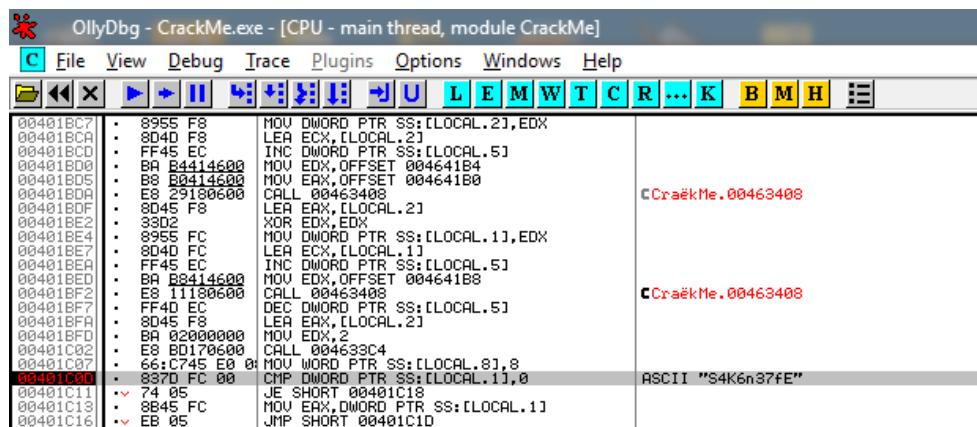 OllyDbg - CrackMe.exe - [CPU - main thread, module CrackMe]
C File View Debug Trace Plugins Options Windows Help
L E M W T C R ... K B M H
00401BC7 · 8955 F8 MOV DWORD PTR SS:[LOCAL.2],EDX
00401BCA · 8D4D F8 LEA ECX,[LOCAL.2]
00401BCD · FF45 EC INC DWORD PTR SS:[LOCAL.5]
00401BD0 · BA B4414600 MOV EDX,OFFSET 004641B4
00401BD5 · B8 B0414600 MOV EAX,OFFSET 004641B0
00401BDA · E8 29180600 CALL 00463408 CCraёkMe.00463408
00401BDF · 8D45 F8 LEA EAX,[LOCAL.2]
00401BE2 · 33D2 XOR EDX,EDX
00401BE4 · 8955 FC MOV DWORD PTR SS:[LOCAL.1],EDX
00401BE7 · 8D4D FC LEA ECX,[LOCAL.1]
00401BEA · FF45 EC INC DWORD PTR SS:[LOCAL.5]
00401BED · BA B8414600 MOV EDX,OFFSET 004641B8
00401BF2 · E8 11180600 CALL 00463408 CCraёkMe.00463408
00401BF7 · FF4D EC DEC DWORD PTR SS:[LOCAL.5]
00401BFA · 8D45 F8 LEA EAX,[LOCAL.2]
00401BFD · BA 02000000 MOV EDX,2
00401C02 · E8 BD170600 CALL 004633C4
00401C07 · 66:C745 E0 0 MOV WORD PTR SS:[LOCAL.8],8
00401C0D · 837D FC 00 CMP DWORD PTR SS:[LOCAL.1],0 ASCII "S4K6n37fE"
00401C11 ·v 74 05 JE SHORT 00401C18
00401C13 · 8B45 FC MOV EAX,DWORD PTR SS:[LOCAL.1]
00401C16 ·v EB 05 JMP SHORT 00401C1D